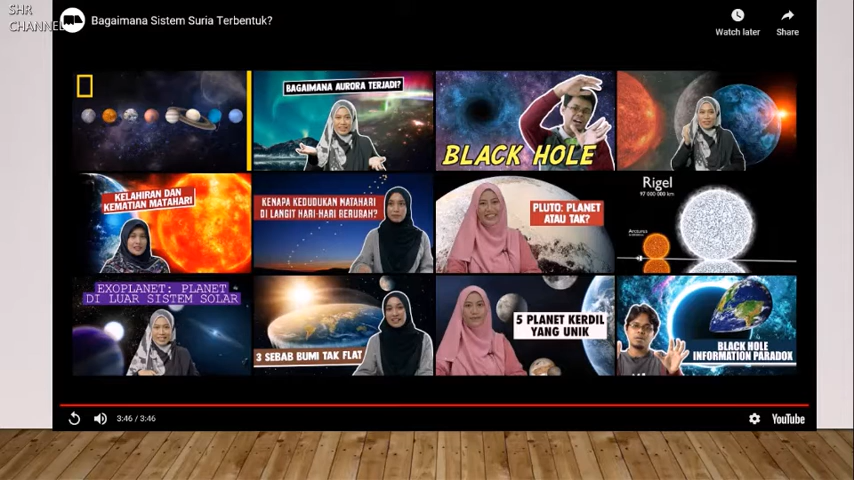 SHR
CHANNEL
Bagaimana Sistem Suria Terbentuk?
Watch later
Share
BAGAIMANA AURORA TERJADI?
BLACK HOLE
KELAHIRAN DAN
KEMATIAN MATAHARI
KENAPA KEDUDUKAN MATAHARI
DI LANGIT HARI-HARI BERUBAH?
PLUTO: PLANET
ATAU TAK?
Rigel
97 000 000 km
Arcturus
EXOPLANET: PLANET
DI LUAR SISTEM SOLAR
3 SEBAB BUMI TAK FLAT
5 PLANET KERDIL
YANG UNIK
BLACK HOLE
INFORMATION PARADOX
3:46 / 3:46
YouTube